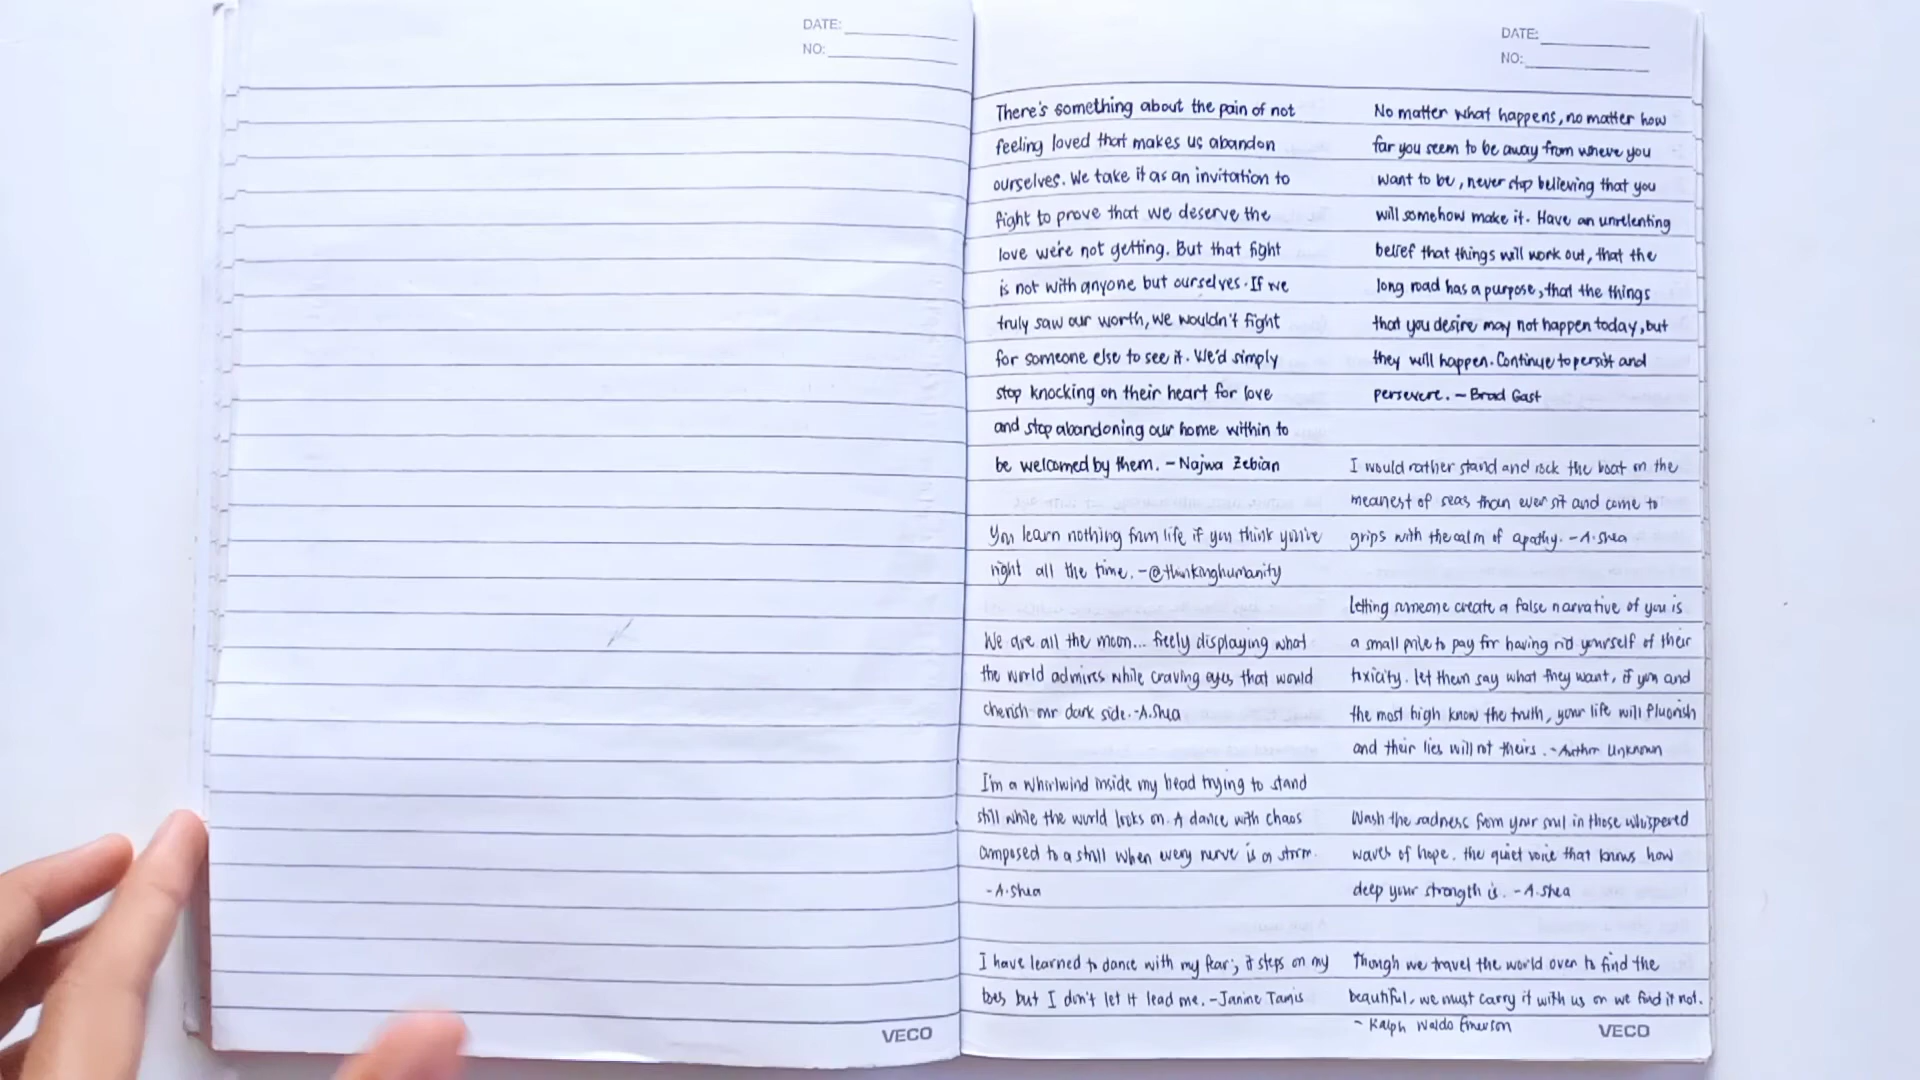 DATE:
NO:
VECO
DATE:
NO:
There's something about the pain of not
feeling loved that makes us abandon
ourselves. We take it as an invitation to
fight to prove that we deserve the
love we're not getting. But that fight
is not with anyone but ourselves. If we
truly saw our worth, we wouldn't fight
for someone else to see it. We'd simply
stop knocking on their heart for love
and stop abandoning our home within to
be welcomed by them. - Najwa Zebian
You learn nothing from life if you think you're
right all the time. - @thinkinghumanity
We are all the moon... freely displaying what
the world admires while craving eyes that would
cherish our dark side. - A.Shea
I'm a whirlwind inside my head trying to stand
still while the world looks on. A dance with chaos
composed to a still when every nerve is a storm.
- A.Shea
I have learned to dance with my fear; it steps on my
toes but I don't let it lead me. - Janine Tamis
No matter what happens, no matter how
far you seem to be away from where you
want to be, never stop believing that you
will somehow make it. Have an unrelenting
belief that things will work out, that the
long road has a purpose, that the things
that you desire may not happen today, but
they will happen. Continue to persist and
persevere. - Brad Gast
I would rather stand and rock the boat on the
meanest of seas than ever sit and come to
grips with the calm of apathy. - A.Shea
Letting someone create a false narrative of you is
a small price to pay for having rid yourself of their
toxicity. Let them say what they want, if you and
the most high know the truth, your life will fluorish
and their lies will rot theirs. - Author Unknown
Wash the sadness from your soul in those whispered
waves of hope. the quiet voice that knows how
deep your strength is. - A.Shea
Though we travel the world over to find the
beautiful, we must carry it with us or we find it not.
- Ralph Waldo Emerson
VECO